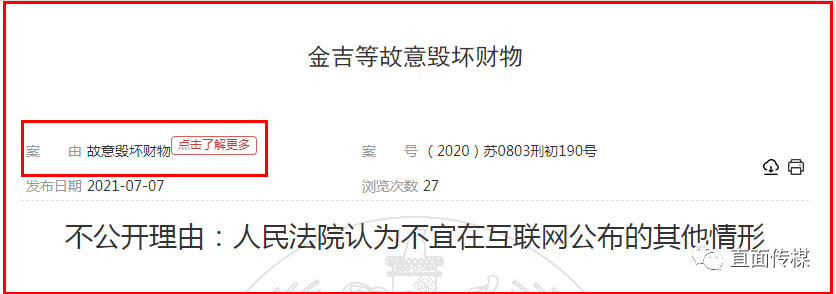 金吉等故意毁坏财物
案 由 故意毁坏财物 点击了解更多 案 号 （2020）苏0803刑初190号
发布日期 2021-07-07 浏览次数 27
不公开理由：人民法院认为不宜在互联网公布的其他情形
直面传媒